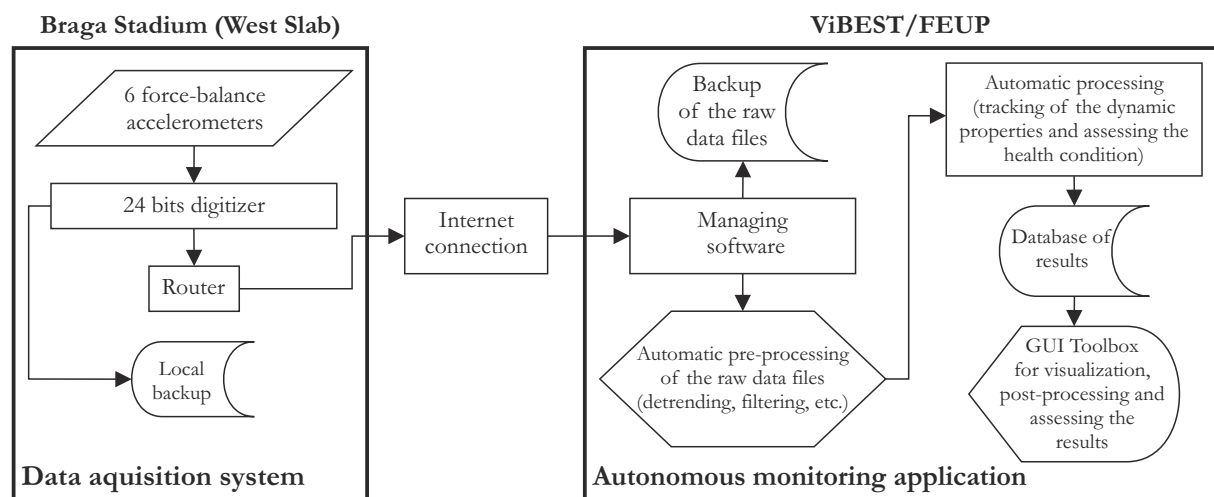 Braga Stadium (West Slab)
6 force-balance
accelerometers
24 bits digitizer
Router
Local
backup
Data aquisition system
Internet
connection
ViBEST/FEUP
Backup
of the raw
data files
Managing
software
Automatic pre-processing
of the raw data files
(detrending, filtering, etc.)
Automatic processing
(tracking of the dynamic
properties and assessing the
health condition)
Database of
results
GUI Toolbox
for visualization,
post-processing and
assessing the
results
Autonomous monitoring application